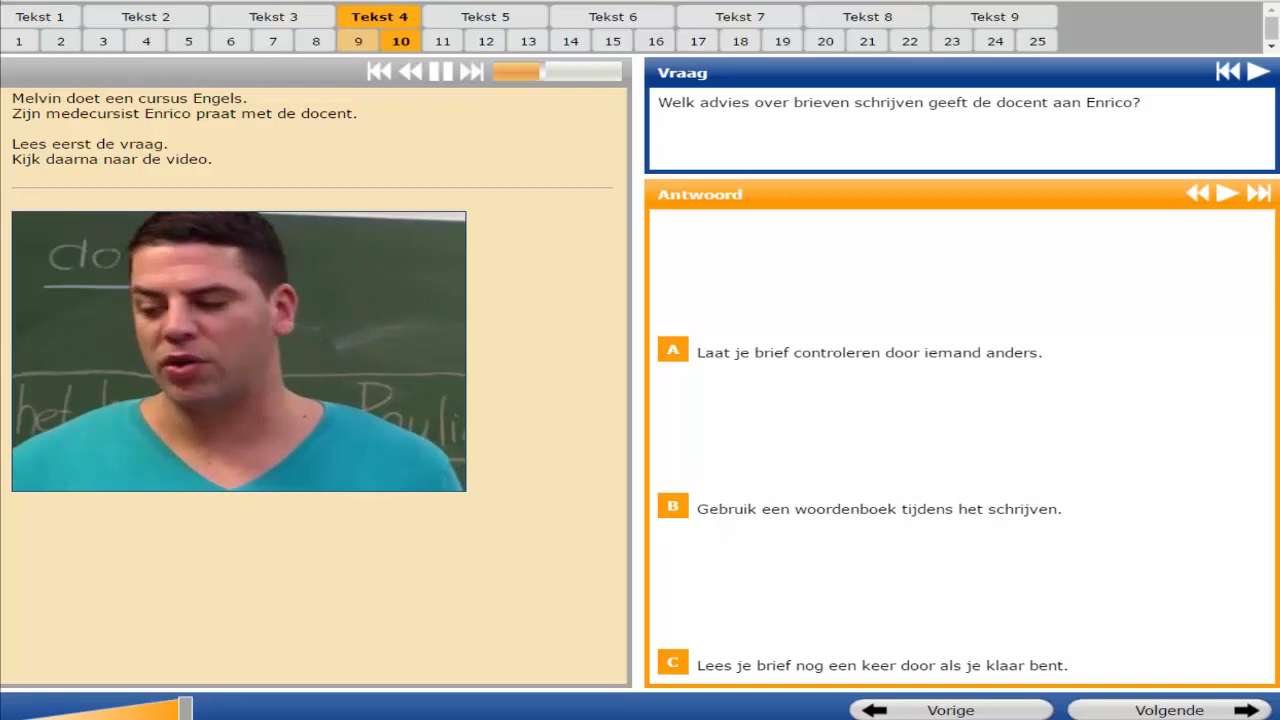 Tekst 1 Tekst 2 Tekst 3 Tekst 4 Tekst 5 Tekst 6 Tekst 7 Tekst 8 Tekst 9
1 2 3 4 5 6 7 8 9 10 11 12 13 14 15 16 17 18 19 20 21 22 23 24 25
Melvin doet een cursus Engels.
Zijn medecursist Enrico praat met de docent.
Lees eerst de vraag.
Kijk daarna naar de video.
do
het
Vraag
Welk advies over brieven schrijven geeft de docent aan Enrico?
Antwoord
A Laat je brief controleren door iemand anders.
B Gebruik een woordenboek tijdens het schrijven.
C Lees je brief nog een keer door als je klaar bent.
Vorige Volgende